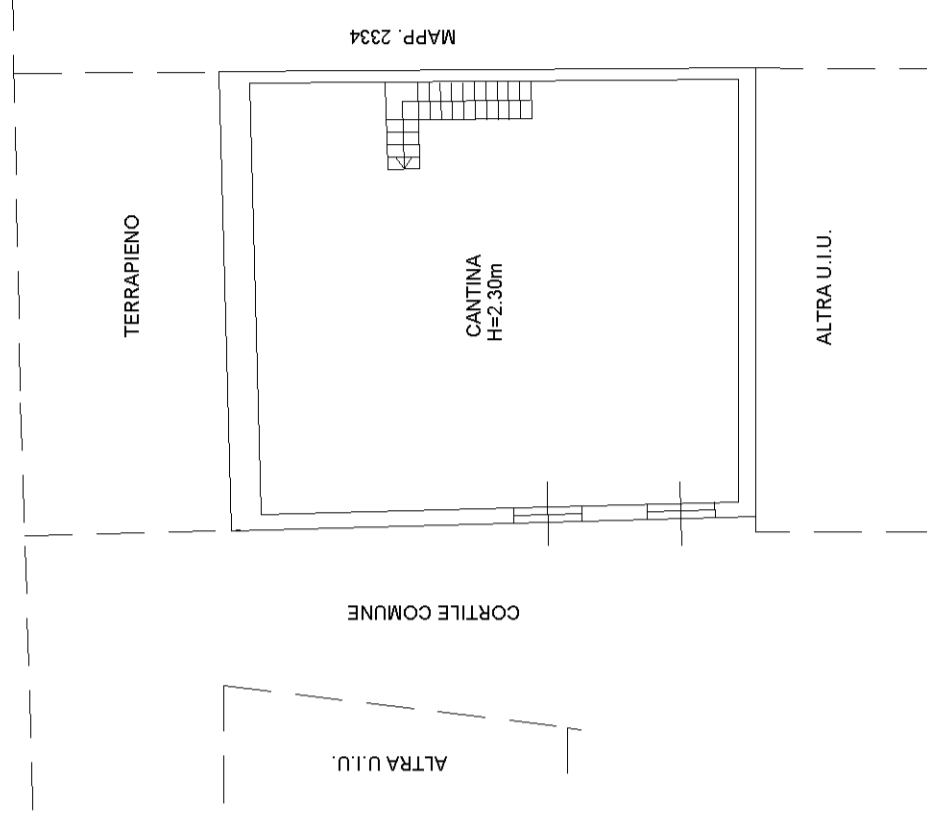 MAPP. 2334
TERRAPIENO
CANTINA
H=2.30m
ALTRA U.I.U.
CORTILE COMUNE
ALTRA U.I.U.